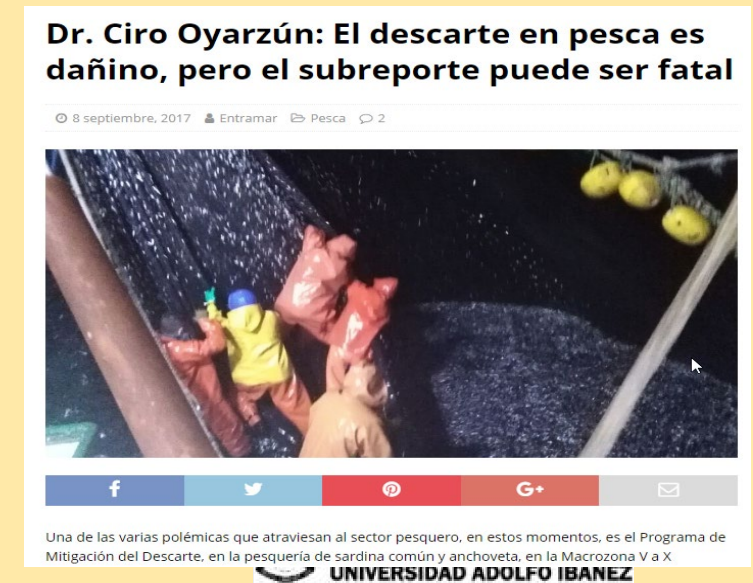 Dr. Ciro Oyarzún: El descarte en pesca es
dañino, pero el subreporte puede ser fatal
8 septiembre, 2017 Entramar Pesca 2
f G+
Una de las varias polémicas que atraviesan al sector pesquero, en estos momentos, es el Programa de
Mitigación del Descarte, en la pesquería de sardina común y anchoveta, en la Macrozona V a X
UNIVERSIDAD ADOLFO IBAÑEZ